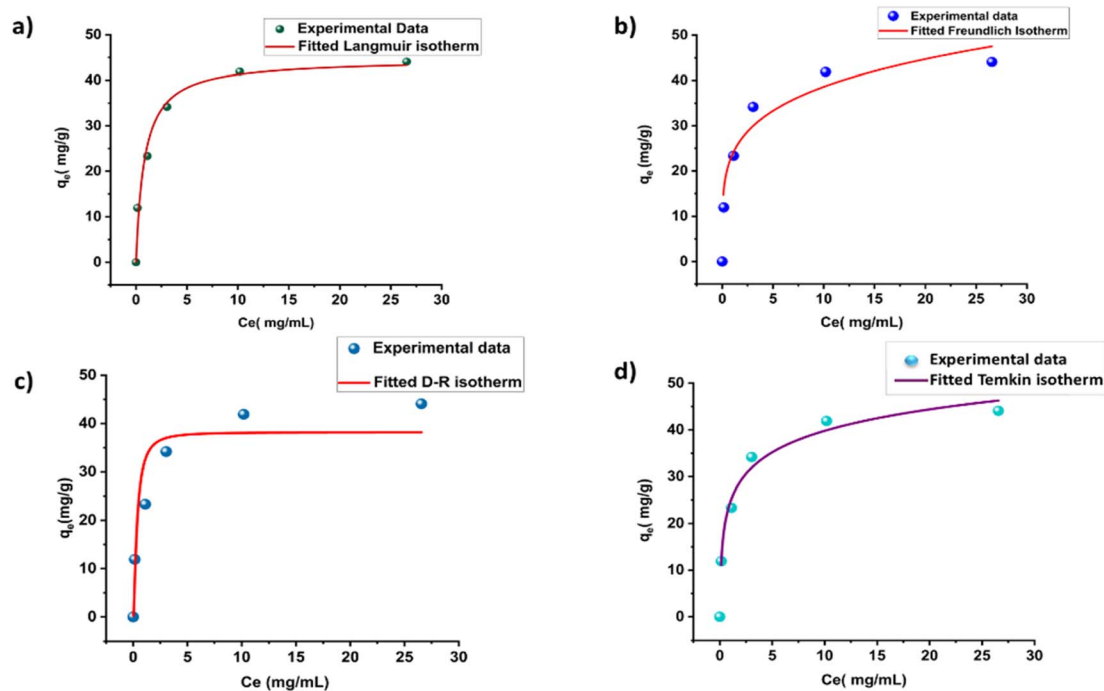 a)
Experimental Data
Fitted Langmuir isotherm
50
40
30
20
10
0
qe( mg/g)
0 5 10 15 20 25 30
Ce( mg/mL)
b)
Experimental data
Fitted Freundlich Isotherm
50
40
30
20
10
0
qe( mg/g)
0 5 10 15 20 25 30
Ce( mg/mL)
c)
Experimental data
Fitted D-R isotherm
50
40
30
20
10
0
qe(mg/g)
0 5 10 15 20 25 30
Ce (mg/mL)
d)
Experimental data
Fitted Temkin isotherm
50
40
30
20
10
0
qe( mg/g)
0 5 10 15 20 25 30
Ce( mg/mL)